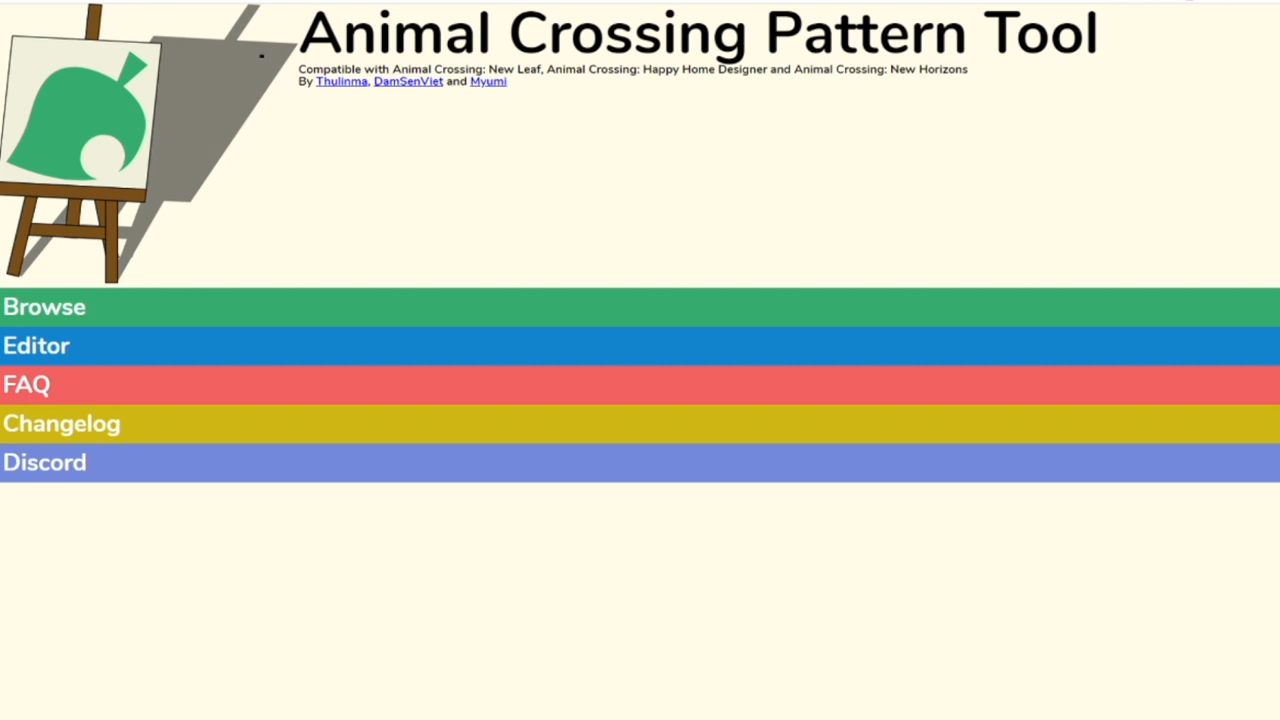 Animal Crossing Pattern Tool
Compatible with Animal Crossing: New Leaf, Animal Crossing: Happy Home Designer and Animal Crossing: New Horizons
By Thulinma, DamSenViet and Myumi
Browse
Editor
FAQ
Changelog
Discord